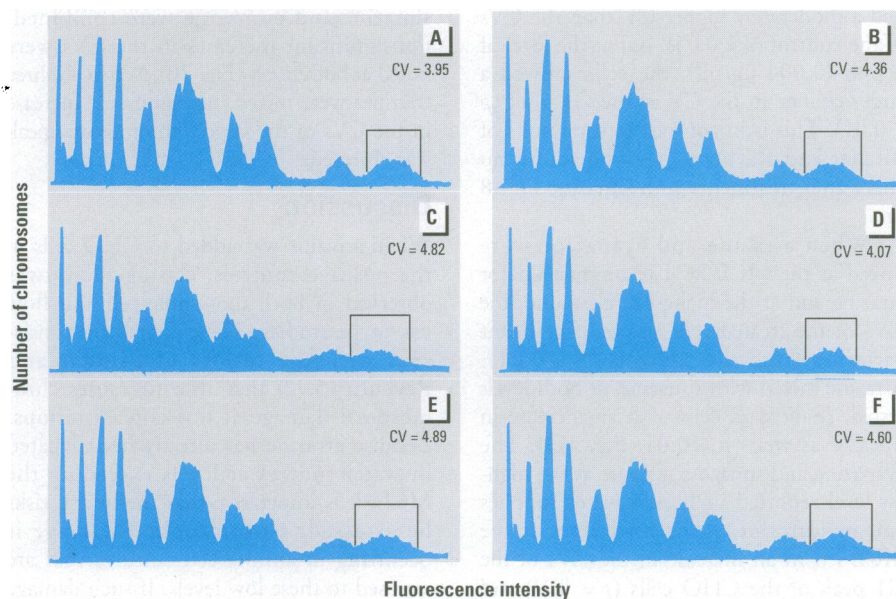 A
CV = 3.95
B
CV = 4.36
C
CV = 4.82
D
CV = 4.07
E
CV = 4.89
F
CV = 4.60
Number of chromosomes
Fluorescence intensity